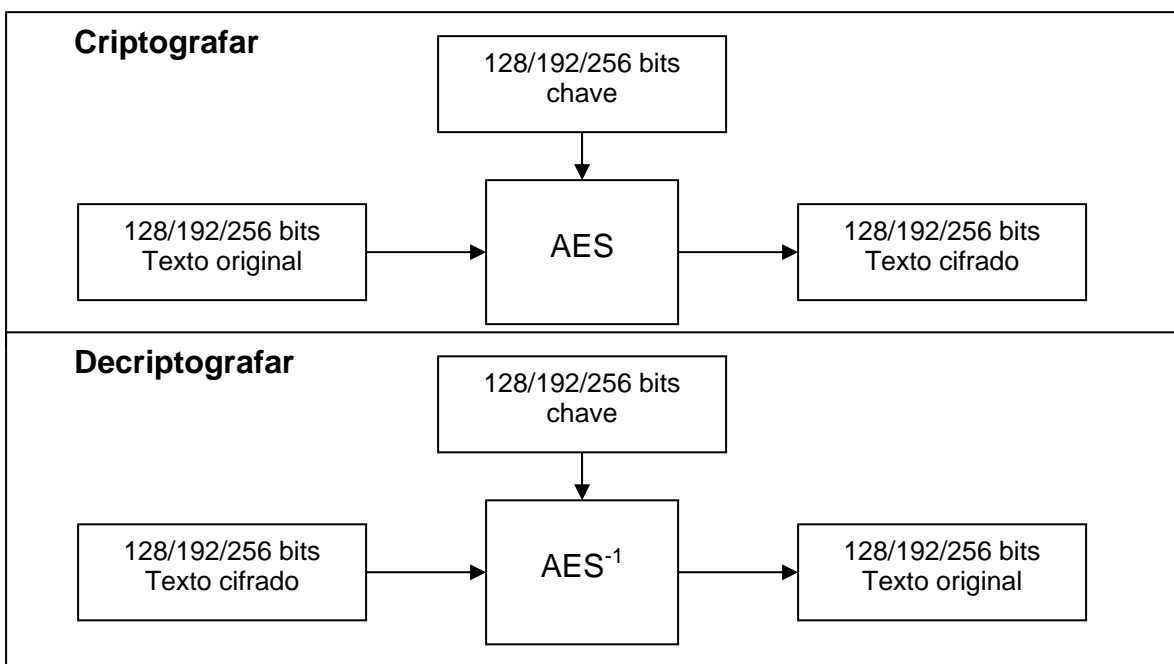 Criptografar
128/192/256 bits
chave
128/192/256 bits
Texto original
AES
128/192/256 bits
Texto cifrado
Decriptografar
128/192/256 bits
chave
128/192/256 bits
Texto cifrado
AES⁻¹
128/192/256 bits
Texto original